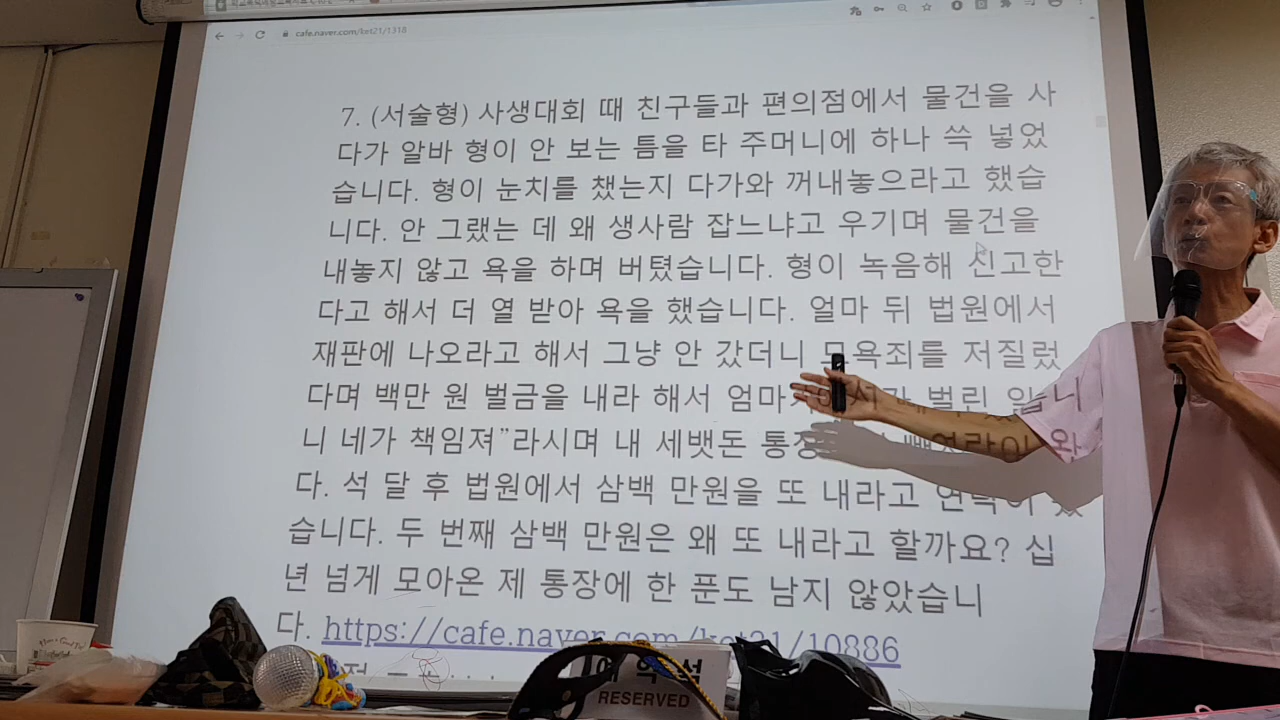 cafe.naver.com/ket21/1318
7. (서술형) 사생대회 때 친구들과 편의점에서 물건을 사
다가 알바 형이 안 보는 틈을 타 주머니에 하나 쓱 넣었
습니다. 형이 눈치를 챘는지 다가와 꺼내놓으라고 했습
니다. 안 그랬는 데 왜 생사람 잡느냐고 우기며 물건을
내놓지 않고 욕을 하며 버텼습니다. 형이 녹음해 신고한
다고 해서 더 열 받아 욕을 했습니다. 얼마 뒤 법원에서
재판에 나오라고 해서 그냥 안 갔더니 모욕죄를 저질렀
다며 백만 원 벌금을 내라 해서 엄마 벌린
니 네가 책임져”라시며 내 세뱃돈
다. 석 달 후 법원에서 삼백 만원을 또 내라고
습니다. 두 번째 삼백 만원은 왜 또 내라고 할까요? 십
년 넘게 모아온 제 통장에 한 푼도 남지 않았습니
다. https://cafe.naver.com/ket21/10886
RESERVED